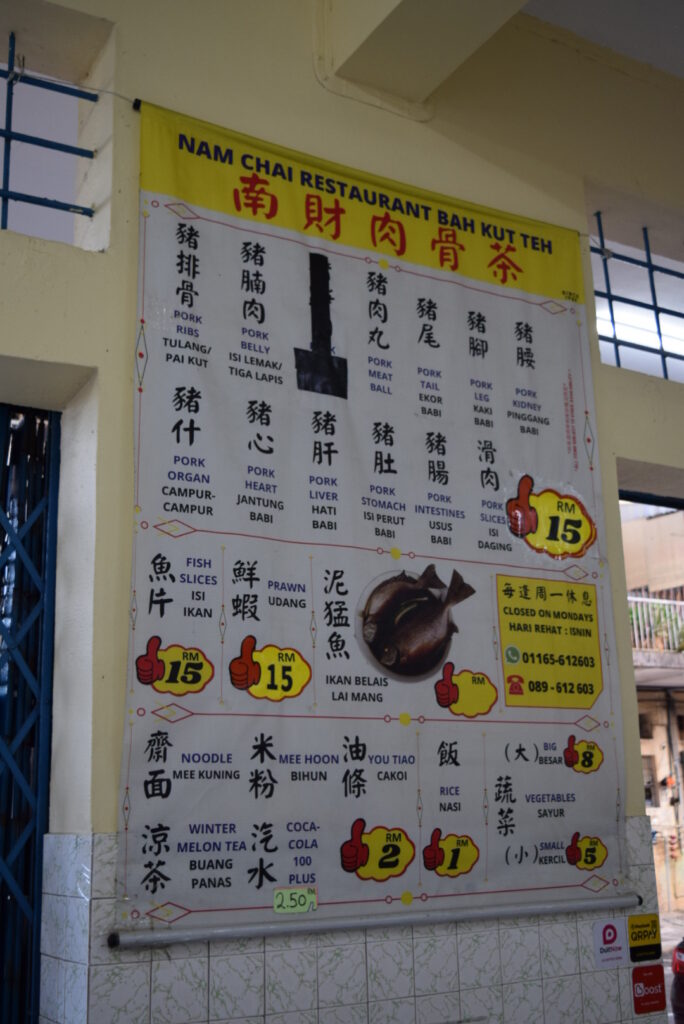 NAM CHAI RESTAURANT BAH KUT TEH
南財肉骨茶
豬排骨
PORK
RIBS
TULANG/
PAI KUT
豬腩肉
PORK
BELLY
ISI LEMAK/
TIGA LAPIS
豬肉丸
PORK
MEAT
BALL
豬尾
PORK
TAIL
EKOR
BABI
豬腳
PORK
LEG
KAKI
BABI
豬腰
PORK
KIDNEY
PINGGANG
BABI
豬什
PORK
ORGAN
CAMPUR-
CAMPUR
豬心
PORK
HEART
JANTUNG
BABI
豬肝
PORK
LIVER
HATI
BABI
豬肚
PORK
STOMACH
ISI PERUT
BABI
豬腸
PORK
INTESTINES
USUS
BABI
滑肉
PORK
SLICES
ISI
DAGING
RM
15
魚片
FISH
SLICES
ISI
IKAN
RM
15
鮮蝦
PRAWN
UDANG
RM
15
泥猛魚
IKAN BELAIS
LAI MANG
RM
每逢周一休息
CLOSED ON MONDAYS
HARI REHAT : ISNIN
01165-612603
089 - 612 603
齋面
NOODLE
MEE KUNING
米粉
MEE HOON
BIHUN
油條
YOU TIAO
CAKOI
涼茶
WINTER
MELON TEA
BUANG
PANAS
汽水
COCA-
COLA
100
PLUS
2.50
RM
2
飯
RICE
NASI
RM
1
蔬菜
VEGETABLES
SAYUR
(大)
BIG
BESAR
RM
8
(小)
SMALL
KERCIL
RM
5
DuitNow
QRPAY
boost